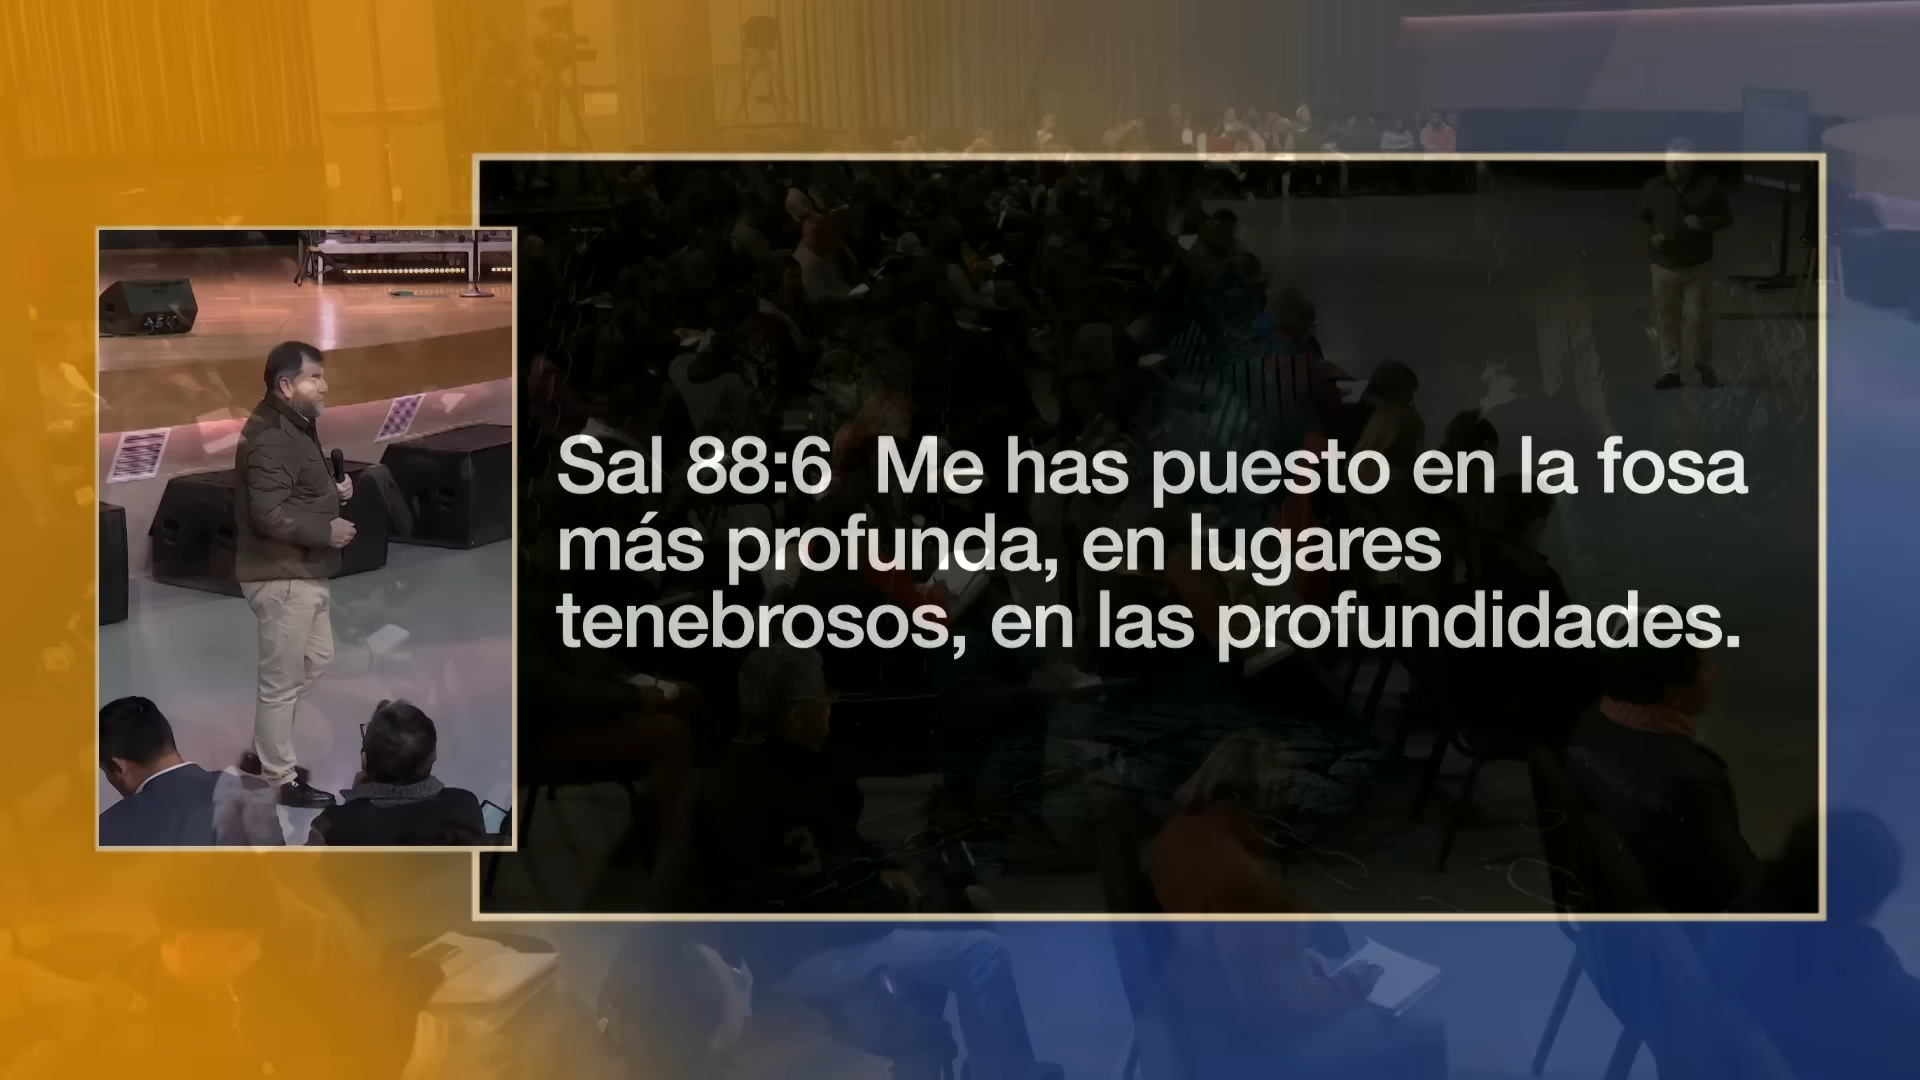 Sal 88:6  Me has puesto en la fosa
más profunda, en lugares
tenebrosos, en las profundidades.